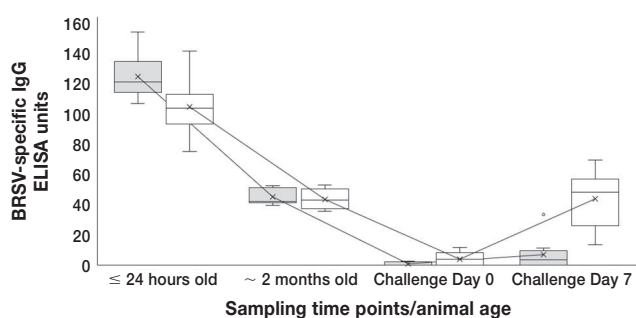 BRSV-specific IgG
ELISA units
160
140
120
100
80
60
40
20
0
≤ 24 hours old
~ 2 months old
Challenge Day 0
Challenge Day 7
Sampling time points/animal age